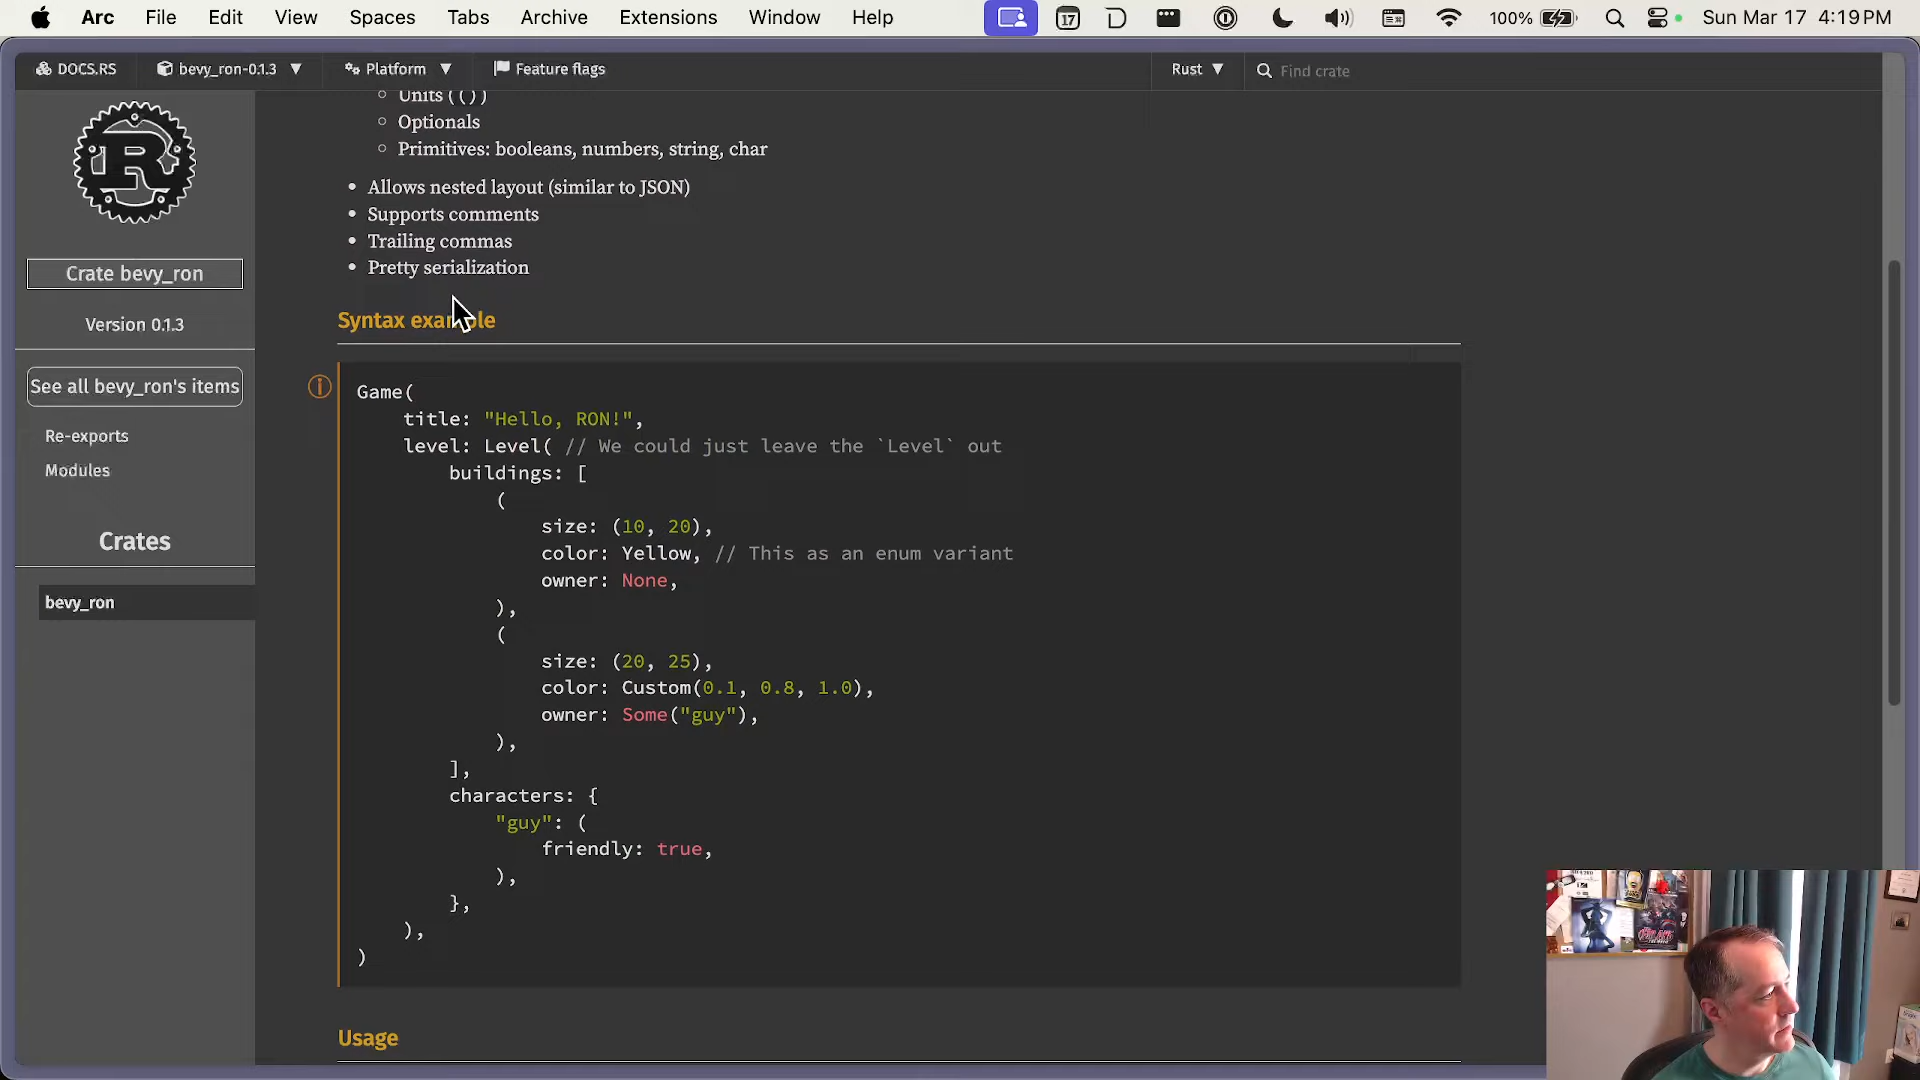 Arc File Edit View Spaces Tabs Archive Extensions Window Help 17 100% Sun Mar 17 4:19 PM
DOCS.RS bevy_ron-0.1.3 Platform Feature flags Rust Find crate
Units (())
Optionals
Primitives: booleans, numbers, string, char
Allows nested layout (similar to JSON)
Supports comments
Trailing commas
Pretty serialization
Crate bevy_ron
Version 0.1.3
See all bevy_ron's items
Re-exports
Modules
Crates
bevy_ron
Syntax example
Game(
    title: "Hello, RON!",
    level: Level( // We could just leave the `Level` out
        buildings: [
            (
                size: (10, 20),
                color: Yellow, // This as an enum variant
                owner: None,
            ),
            (
                size: (20, 25),
                color: Custom(0.1, 0.8, 1.0),
                owner: Some("guy"),
            ),
        ],
        characters: {
            "guy": (
                friendly: true,
            ),
        },
    ),
)
Usage